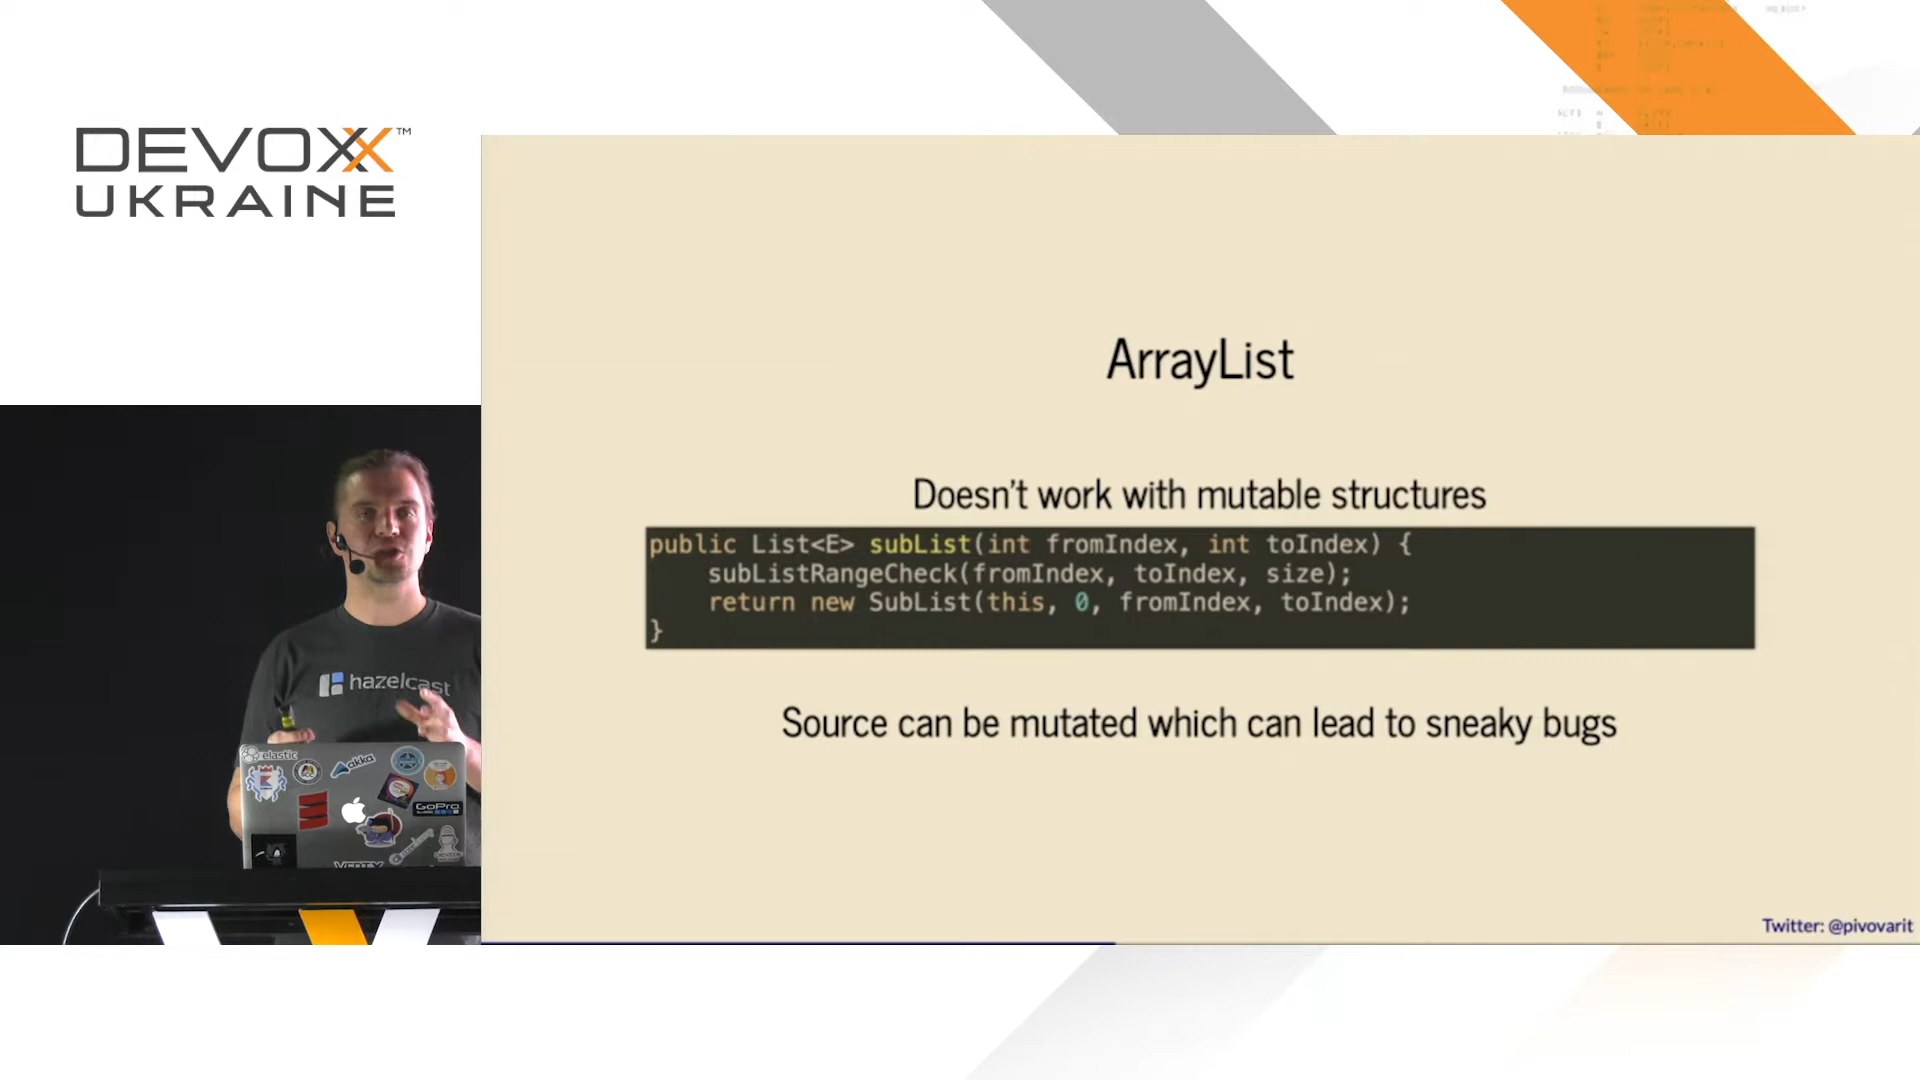 DEVOXX™
UKRAINE
ArrayList
Doesn't work with mutable structures
public List<E> subList(int fromIndex, int toIndex) {
subListRangeCheck(fromIndex, toIndex, size);
return new SubList(this, 0, fromIndex, toIndex);
}
Source can be mutated which can lead to sneaky bugs
hazelcast
elastic
akka
GoPro
VERTX
Twitter: @pivovarit